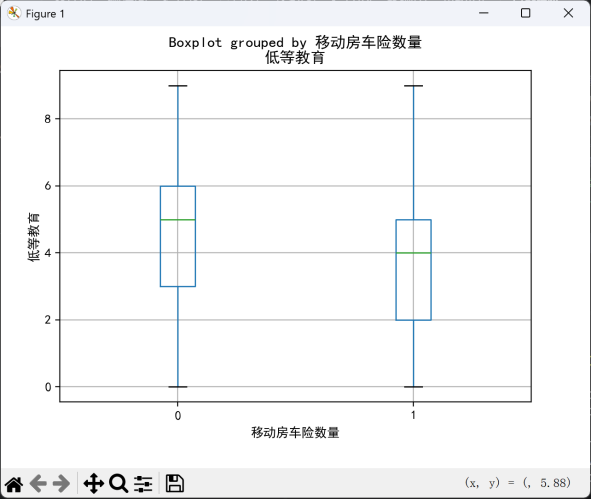 Figure 1
Boxplot grouped by 移动房车险数量
低等教育
8
6
4
2
0
低等教育
0 1
移动房车险数量
(x, y) = (, 5.88)